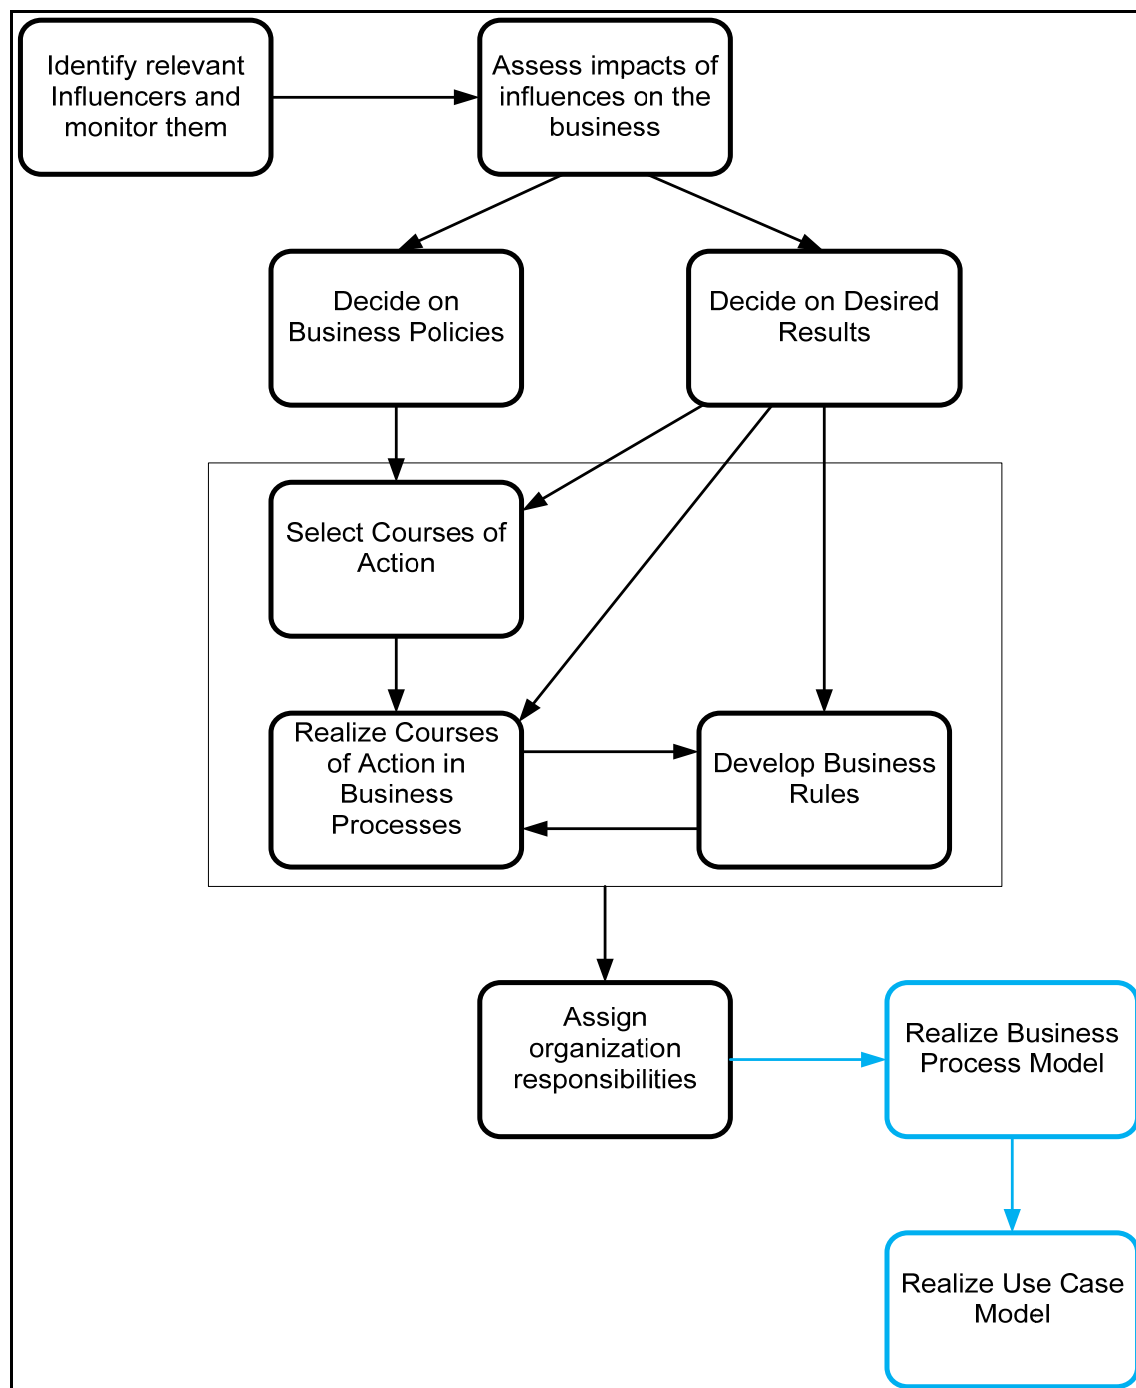 Identify relevant
Influencers and
monitor them
Assess impacts of
influences on the
business
Decide on
Business Policies
Decide on Desired
Results
Select Courses of
Action
Realize Courses
of Action in
Business
Processes
Develop Business
Rules
Assign
organization
responsibilities
Realize Business
Process Model
Realize Use Case
Model